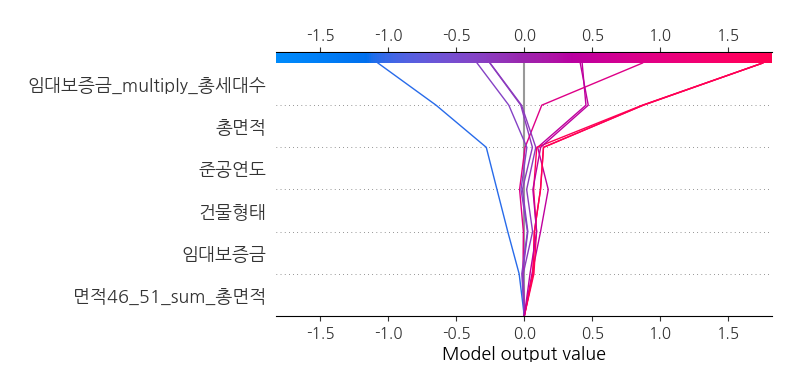 -1.5 -1.0 -0.5 0.0 0.5 1.0 1.5
임대보증금_multiply_총세대수
총면적
준공연도
건물형태
임대보증금
면적46_51_sum_총면적
-1.5 -1.0 -0.5 0.0 0.5 1.0 1.5
Model output value